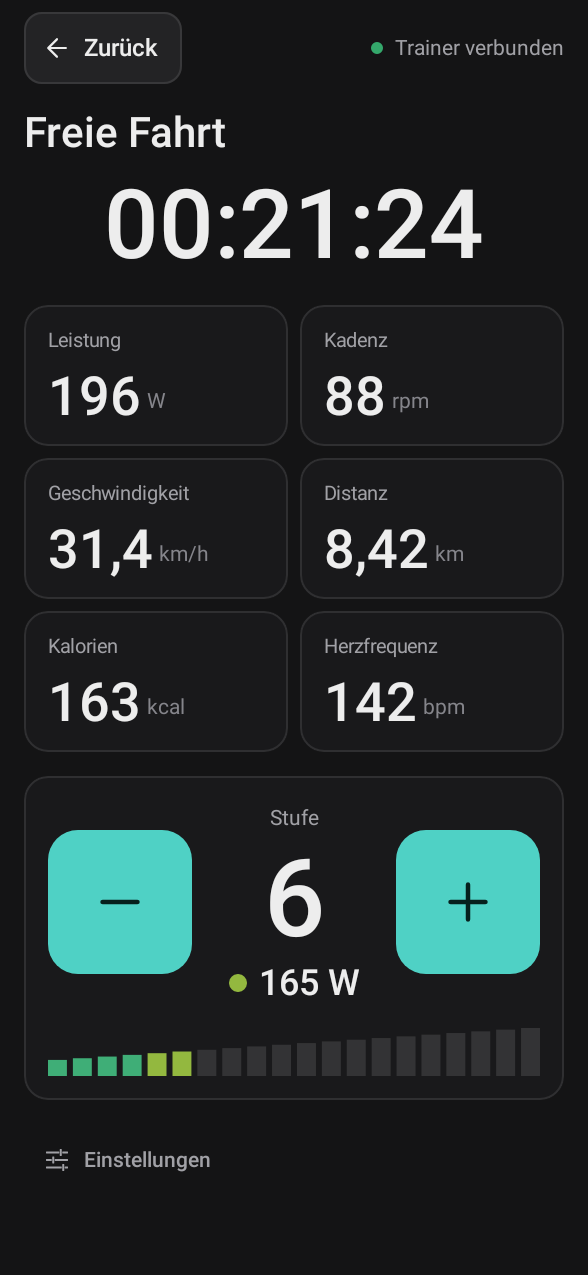 Zurück
Trainer verbunden
Freie Fahrt
00:21:24
Leistung
196 W
Kadenz
88 rpm
Geschwindigkeit
31,4 km/h
Distanz
8,42 km
Kalorien
163 kcal
Herzfrequenz
142 bpm
Stufe
6
165 W
Einstellungen